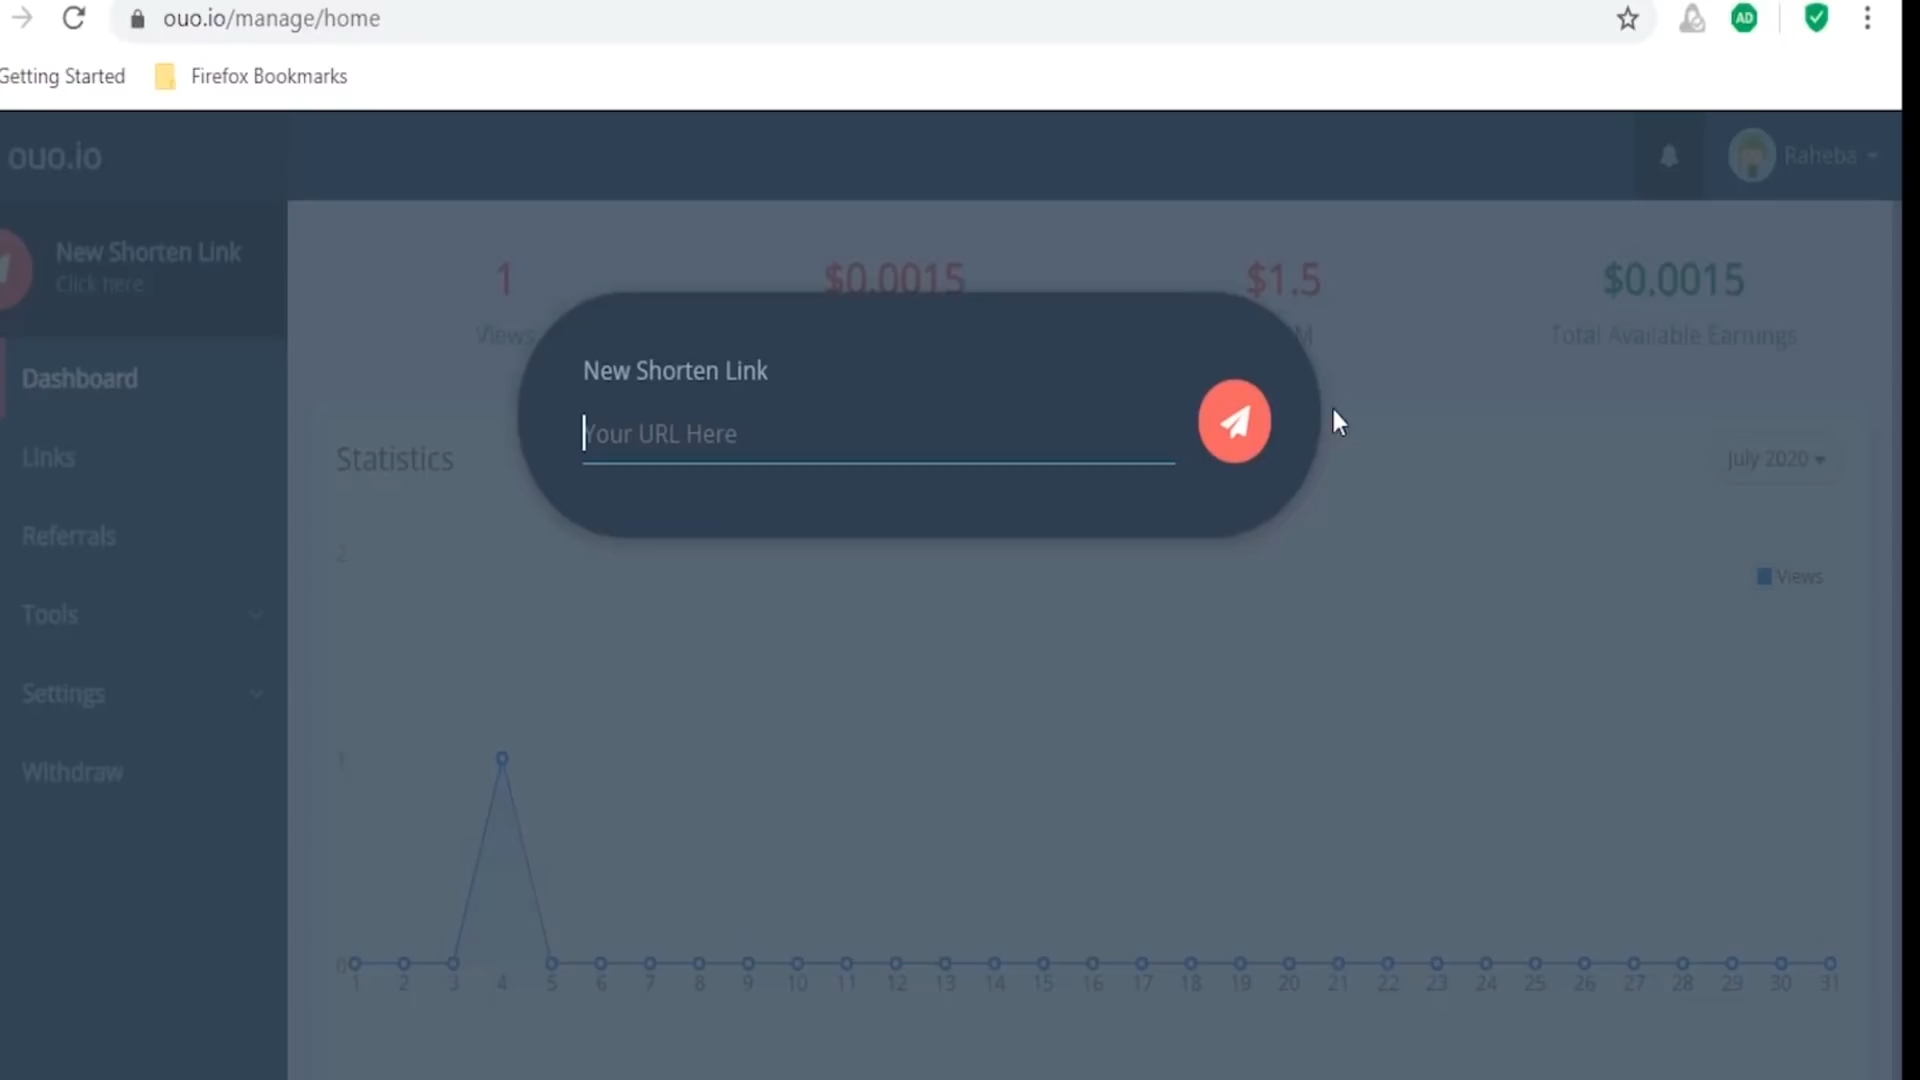 ouo.io/manage/home
Getting Started Firefox Bookmarks
ouo.io
Raheba
New Shorten Link
Click here
1 $0.0015 $1.5 $0.0015
Views M Total Available Earnings
Dashboard
Links
Referrals
Tools
Settings
Withdraw
New Shorten Link
Your URL Here
Statistics
July 2020
Views
2
1
0
1 2 3 4 5 6 7 8 9 10 11 12 13 14 15 16 17 18 19 20 21 22 23 24 25 26 27 28 29 30 31
AD